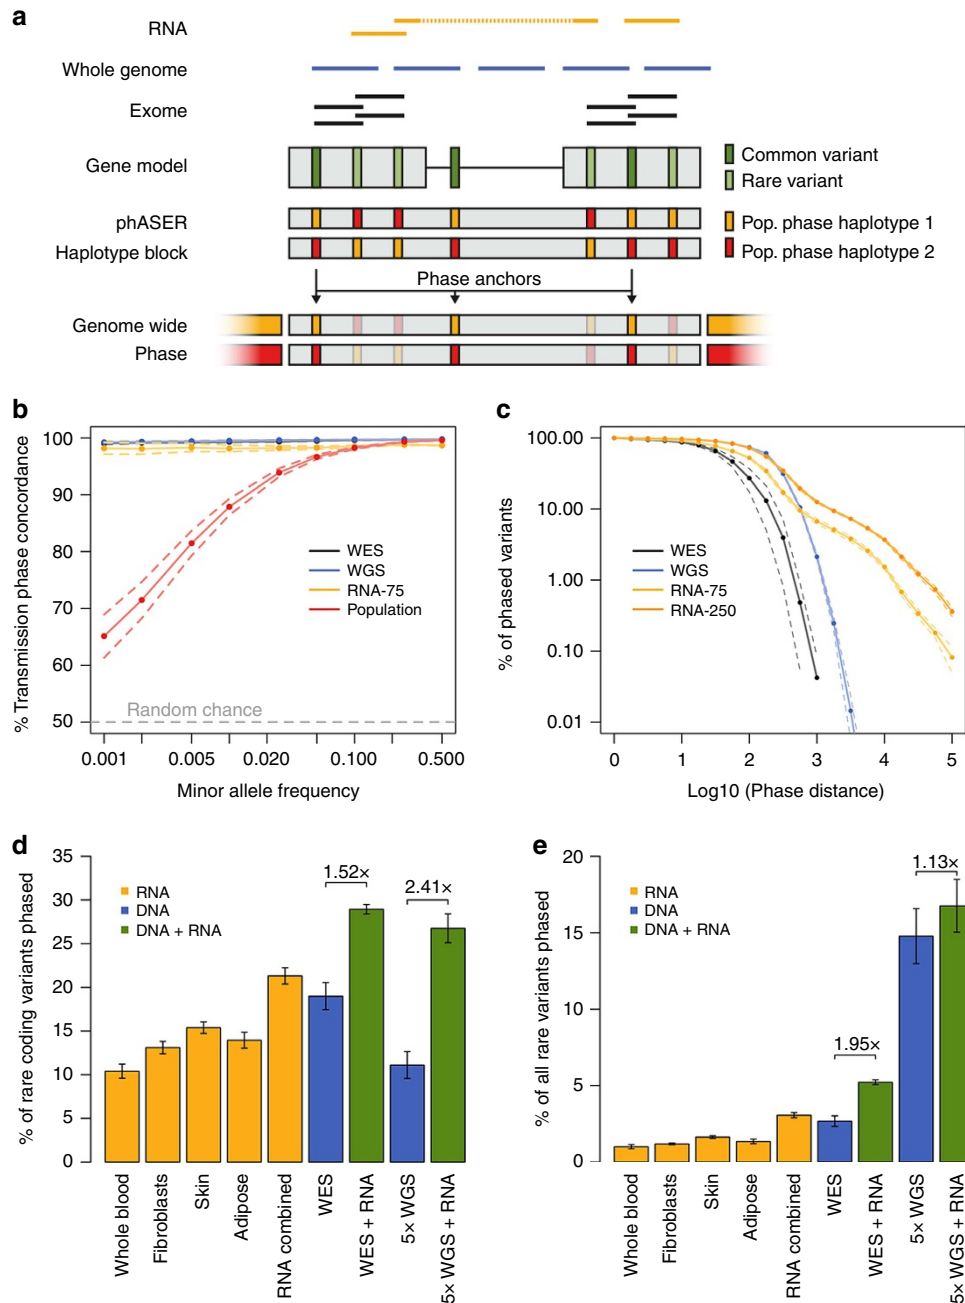 a
RNA
Whole genome
Exome
Gene model
Common variant
Rare variant
phASER
Haplotype block
Pop. phase haplotype 1
Pop. phase haplotype 2
Phase anchors
Genome wide
Phase
b
% Transmission phase concordance
100
90
80
70
60
50
WES
WGS
RNA-75
Population
Random chance
0.001
0.005
0.020
0.100
0.500
Minor allele frequency
c
% of phased variants
100.00
10.00
1.00
0.10
0.01
WES
WGS
RNA-75
RNA-250
0
1
2
3
4
5
Log10 (Phase distance)
d
% of rare coding variants phased
35
30
25
20
15
10
5
0
RNA
DNA
DNA + RNA
1.52×
2.41×
Whole blood
Fibroblasts
Skin
Adipose
RNA combined
WES
WES + RNA
5× WGS
5× WGS + RNA
e
% of all rare variants phased
20
15
10
5
0
RNA
DNA
DNA + RNA
1.95×
1.13×
Whole blood
Fibroblasts
Skin
Adipose
RNA combined
WES
WES + RNA
5× WGS
5× WGS + RNA